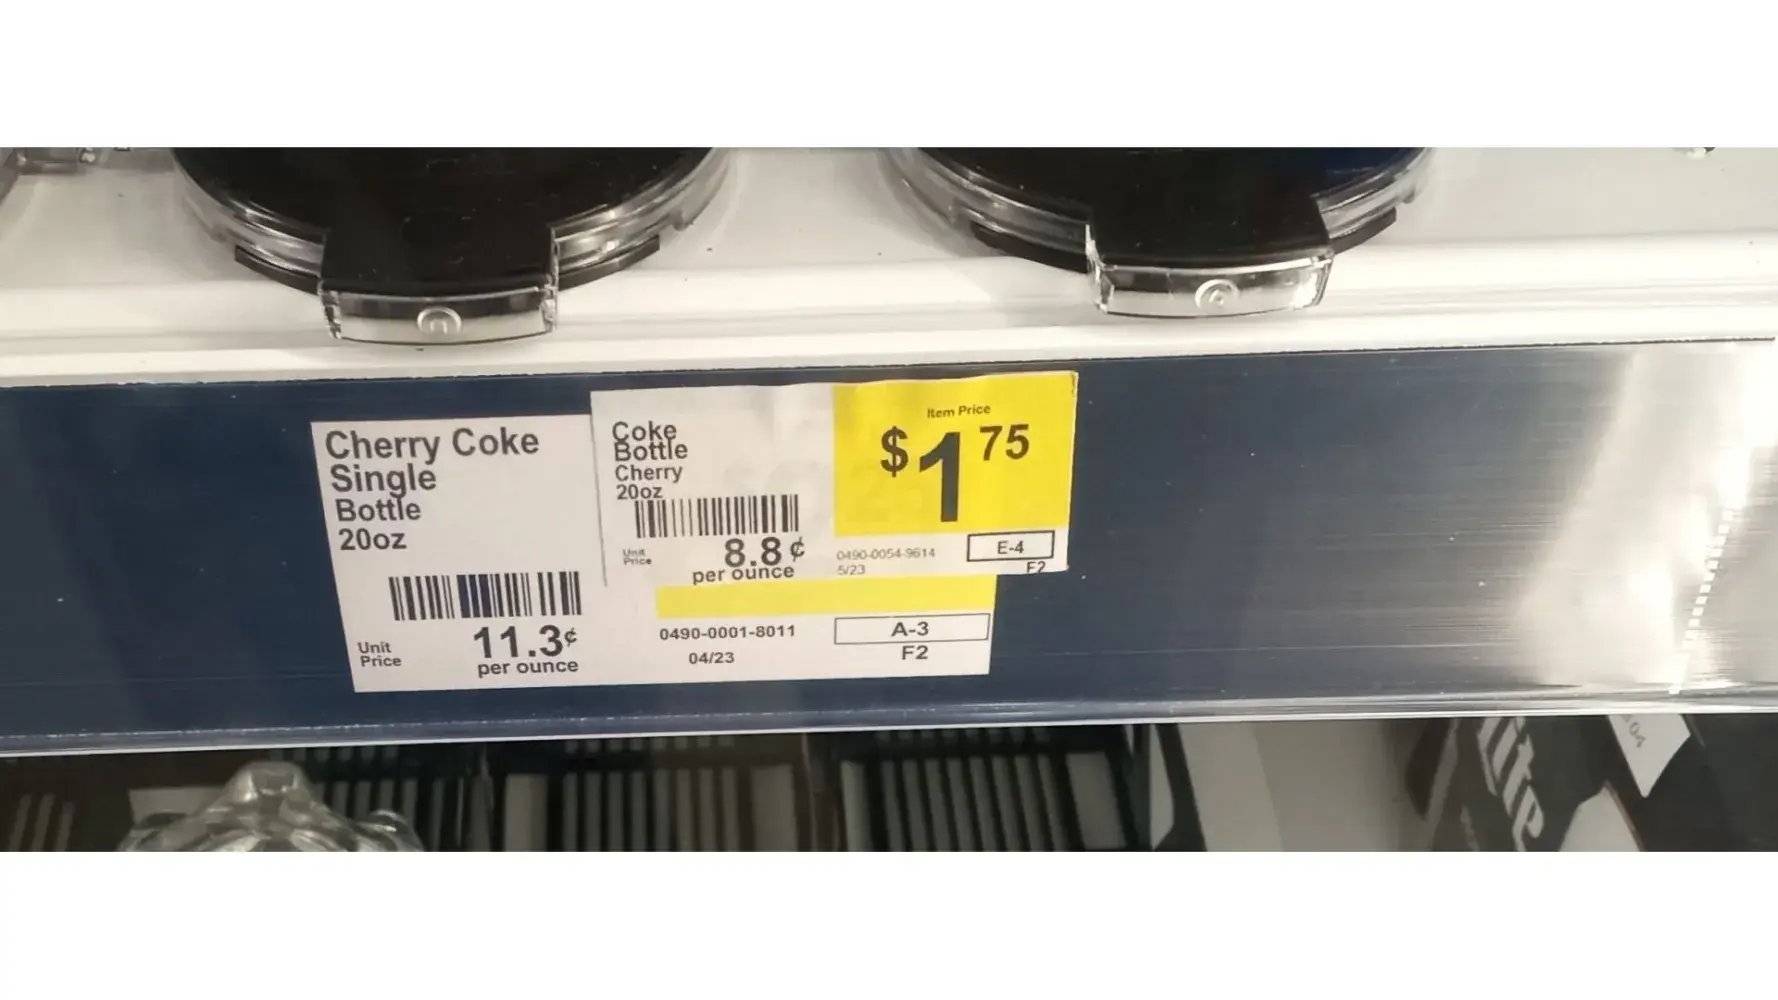 Cherry Coke
Single
Bottle
20oz
Unit
Price
11.3¢
per ounce
Coke
Bottle
Cherry
20oz
Unit
Price
8.8¢
per ounce
Item Price
$1 75
0490-0054-9614
5/23
E-4
F2
0490-0001-8011
04/23
A-3
F2